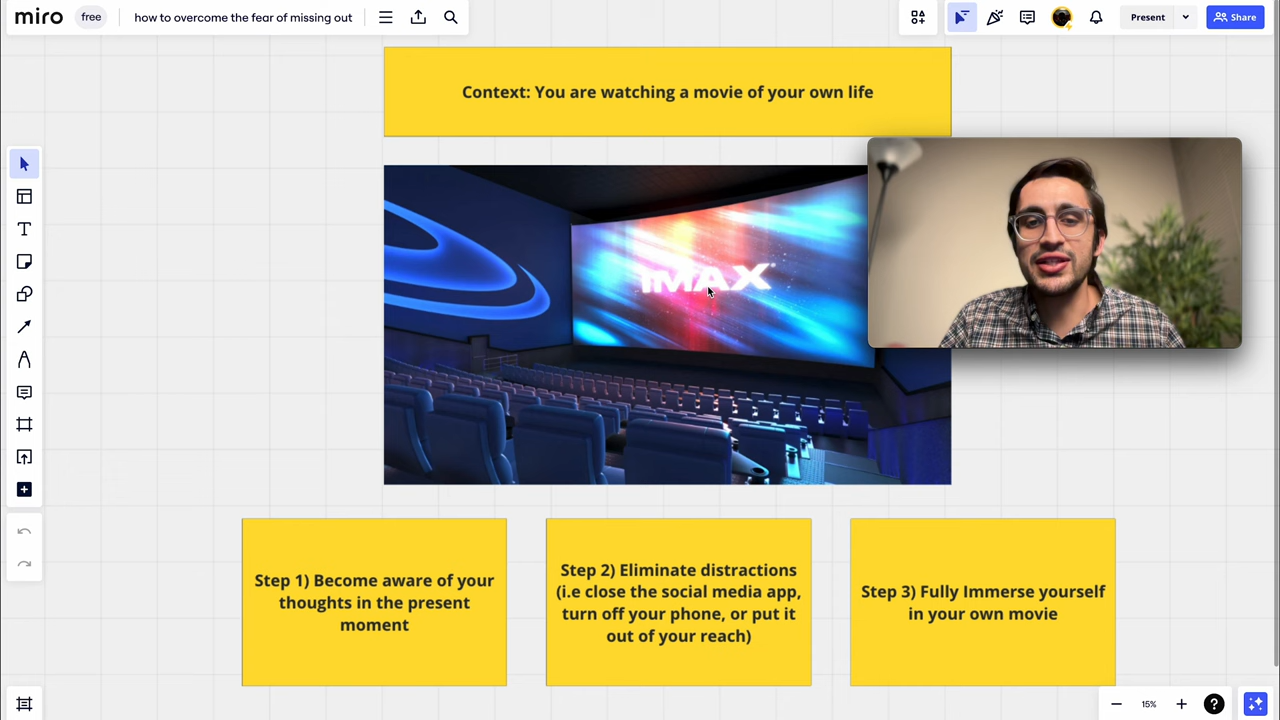 miro free how to overcome the fear of missing out Present Share
Context: You are watching a movie of your own life
IMAX
Step 1) Become aware of your
thoughts in the present
moment
Step 2) Eliminate distractions
(i.e close the social media app,
turn off your phone, or put it
out of your reach)
Step 3) Fully Immerse yourself
in your own movie
15%